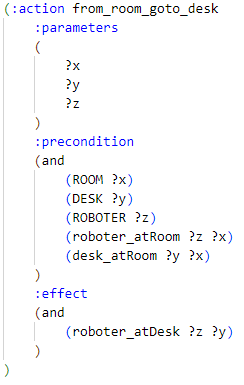 (:action from_room_goto_desk
    :parameters
    (
        ?x
        ?y
        ?z
    )
    :precondition
    (and
        (ROOM ?x)
        (DESK ?y)
        (ROBOTER ?z)
        (roboter_atRoom ?z ?x)
        (desk_atRoom ?y ?x)
    )
    :effect
    (and
        (roboter_atDesk ?z ?y)
    )
)